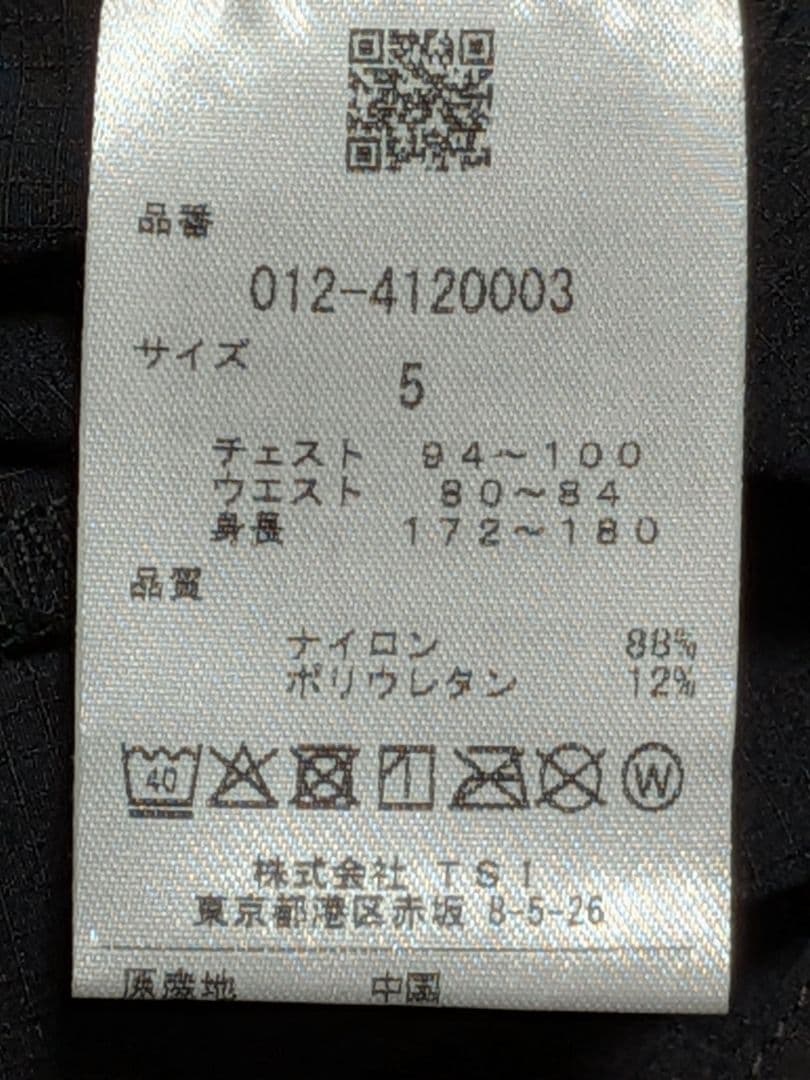 品番
012-4120003
サイズ
5
チェスト 94~100
ウエスト 80~84
身長 172~180
品質
ナイロン 88%
ポリウレタン 12%
40 W
株式会社 TSI
東京都港区赤坂 8-5-26
原産地 中国